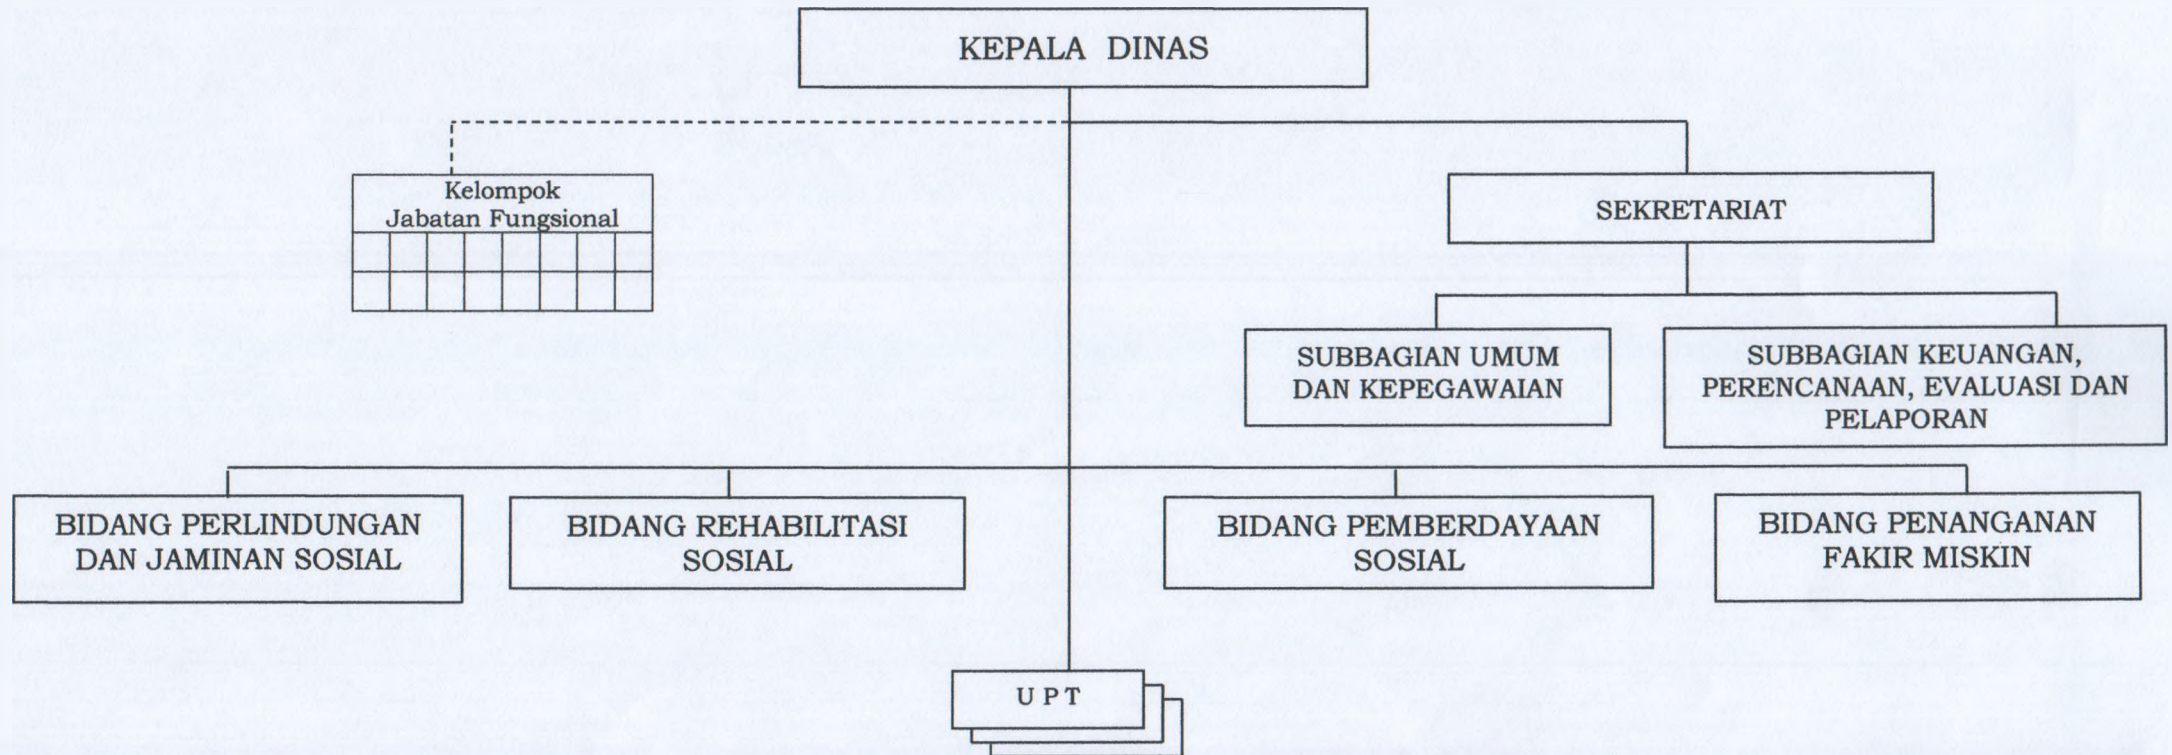 KEPALA DINAS
Kelompok
Jabatan Fungsional
SEKRETARIAT
SUBBAGIAN UMUM
DAN KEPEGAWAIAN
SUBBAGIAN KEUANGAN,
PERENCANAAN, EVALUASI DAN
PELAPORAN
BIDANG PERLINDUNGAN
DAN JAMINAN SOSIAL
BIDANG REHABILITASI
SOSIAL
BIDANG PEMBERDAYAAN
SOSIAL
BIDANG PENANGANAN
FAKIR MISKIN
U P T